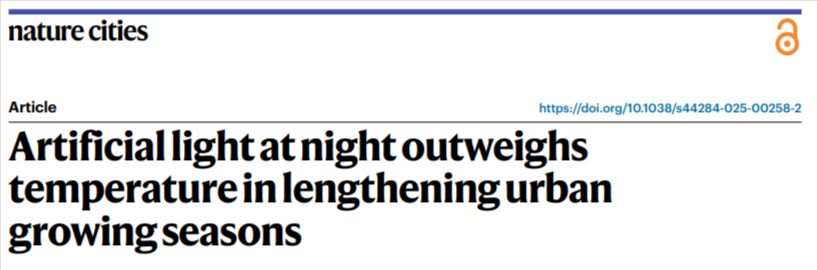 nature cities
Article
https://doi.org/10.1038/s44284-025-00258-2
Artificial light at night outweighs
temperature in lengthening urban
growing seasons